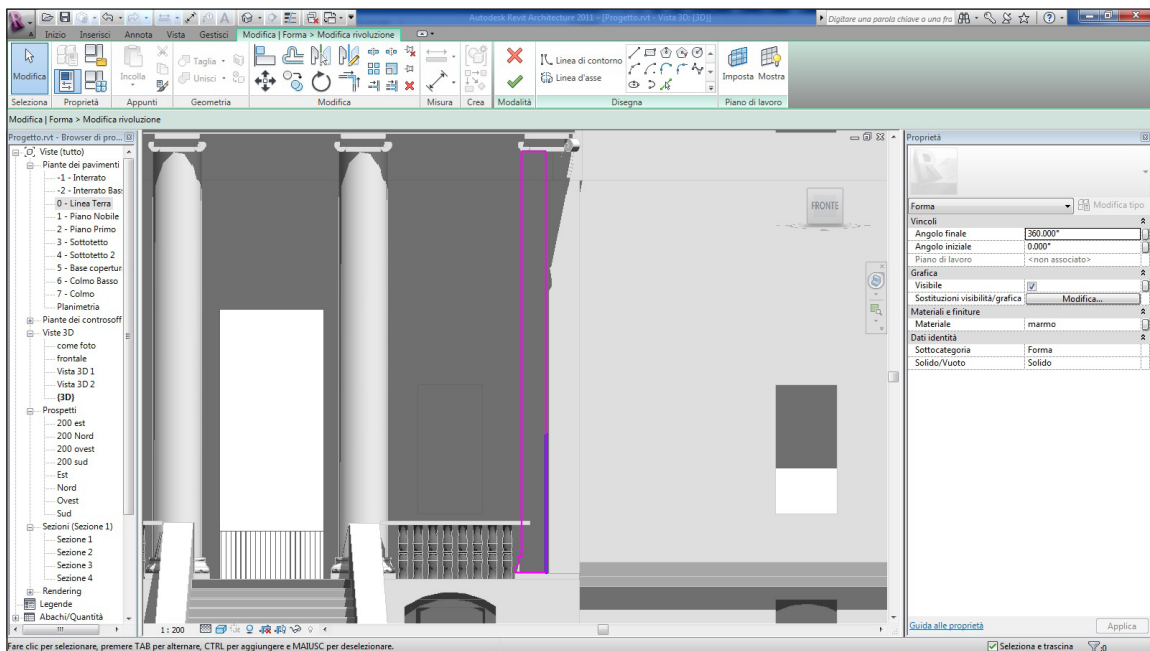 Autodesk Revit Architecture 2011 - [Progetto.rvt - Vista 3D: {3D}]
Digitare una parola chiave o una fra
Inizio Inserisci Annota Vista Gestisci Modifica | Forma > Modifica rivoluzione
Modifica
Incolla
Taglia
Unisci
Linea di contorno
Linea d'asse
Imposta Mostra
Seleziona Proprietà Appunti Geometria Modifica Misura Crea Modalità Disegna Piano di lavoro
Modifica | Forma > Modifica rivoluzione
Progetto.rvt - Browser di pro...
Viste (tutto)
Piante dei pavimenti
-1 - Interrato
-2 - Interrato Bas
0 - Linea Terra
1 - Piano Nobile
2 - Piano Primo
3 - Sottotetto
4 - Sottotetto 2
5 - Base copertur
6 - Colmo Basso
7 - Colmo
Planimetria
Piante dei controsoff
Viste 3D
come foto
frontale
Vista 3D 1
Vista 3D 2
{3D}
Prospetti
200 est
200 Nord
200 ovest
200 sud
Est
Nord
Ovest
Sud
Sezioni (Sezione 1)
Sezione 1
Sezione 2
Sezione 3
Sezione 4
Rendering
Legende
Abachi/Quantità
FRONTE
1 : 200
Proprietà
Forma
Modifica tipo
Vincoli
Angolo finale 360.000°
Angolo iniziale 0.000°
Piano di lavoro <non associato>
Grafica
Visibile
Sostituzioni visibilità/grafica Modifica...
Materiali e finiture
Materiale marmo
Dati identità
Sottocategoria Forma
Solido/Vuoto Solido
Guida alle proprietà
Applica
Fare clic per selezionare, premere TAB per alternare, CTRL per aggiungere e MAIUSC per deselezionare.
Seleziona e trascina
:0